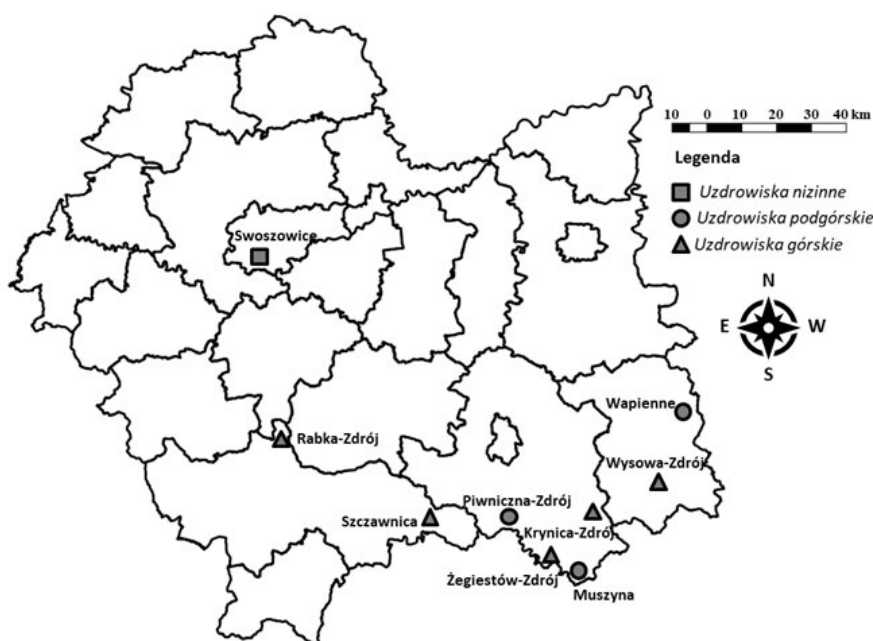 10 0 10 20 30 40 km
Legenda
Uzdrowiska nizinne
Uzdrowiska podgórskie
Uzdrowiska górskie
Swoszowice
N
E W
S
Wapienne
Rabka-Zdrój
Wysowa-Zdrój
Piwniczna-Zdrój
Szczawnica
Krynica-Zdrój
Żegiestów-Zdrój
Muszyna